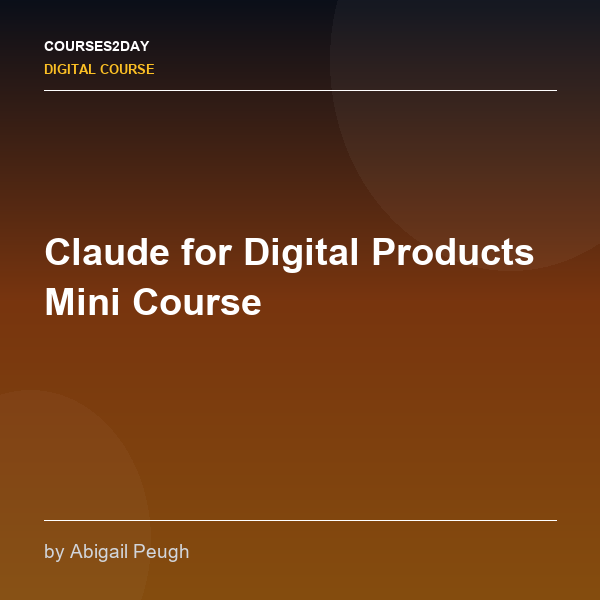 COURSES2DAY
DIGITAL COURSE
Claude for Digital Products
Mini Course
by Abigail Peugh